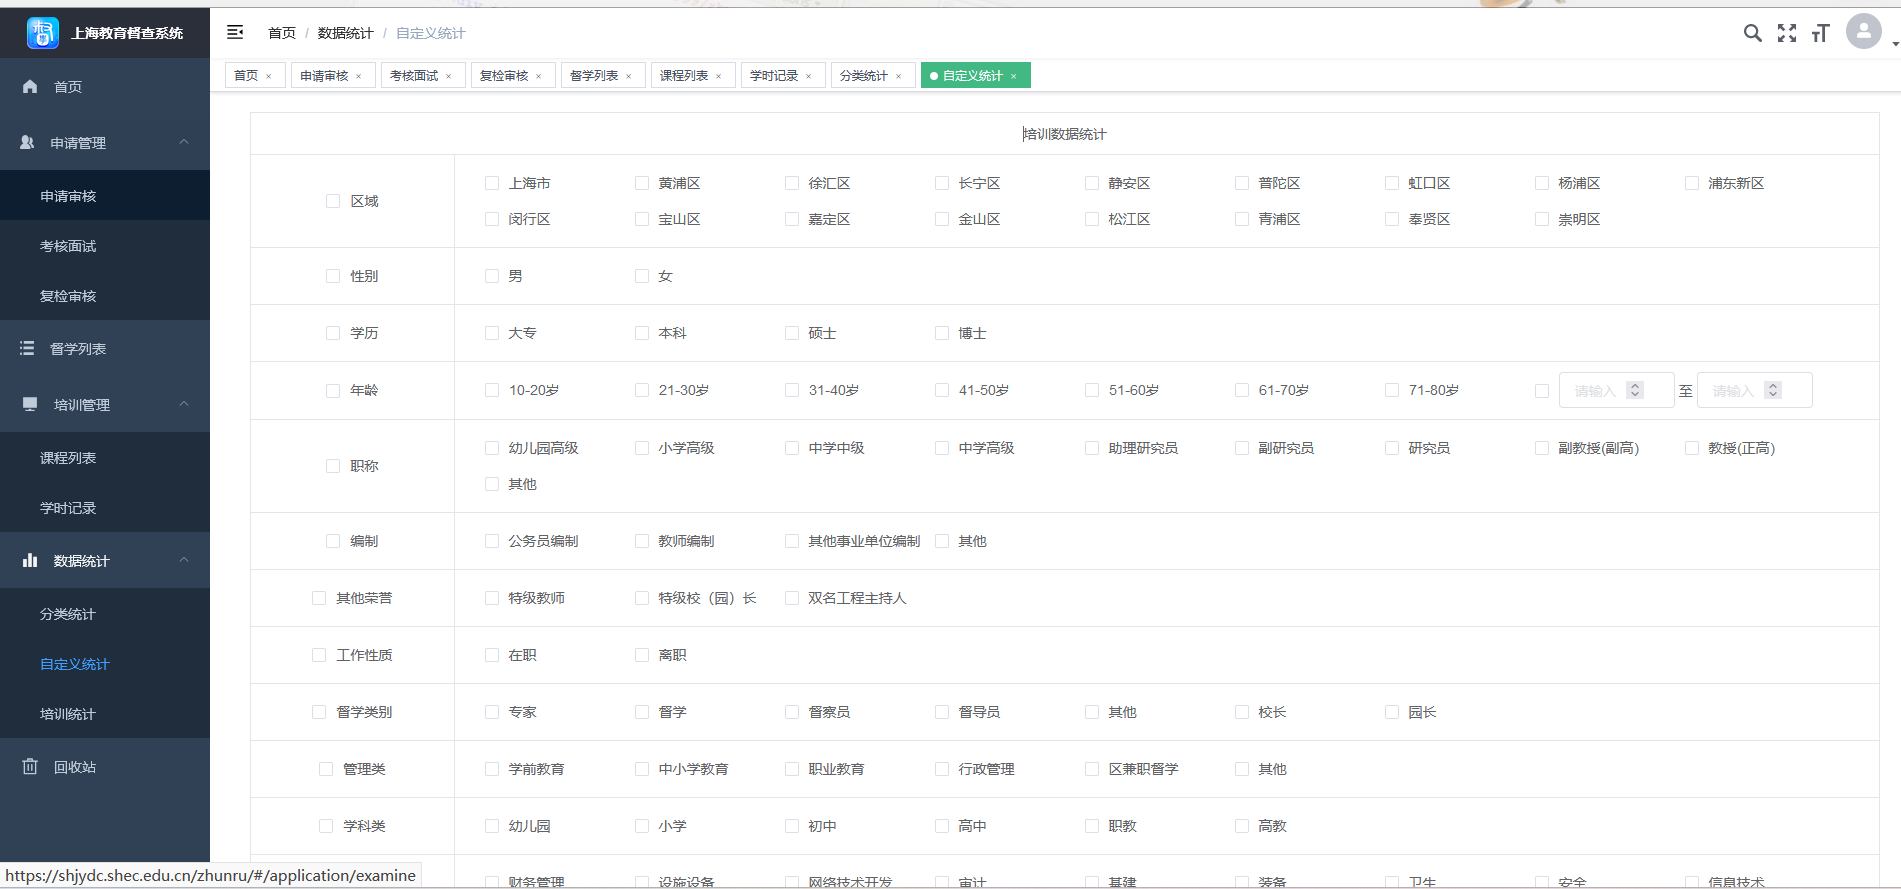 上海教育督查系统
首页 / 数据统计 / 自定义统计
首页 × 申请审核 × 考核面试 × 复检审核 × 督学列表 × 课程列表 × 学时记录 × 分类统计 × 自定义统计 ×
首页
申请管理
申请审核
考核面试
复检审核
督学列表
培训管理
课程列表
学时记录
数据统计
分类统计
自定义统计
培训统计
回收站
培训数据统计
区域
上海市 黄浦区 徐汇区 长宁区 静安区 普陀区 虹口区 杨浦区 浦东新区
闵行区 宝山区 嘉定区 金山区 松江区 青浦区 奉贤区 崇明区
性别 男 女
学历 大专 本科 硕士 博士
年龄 10-20岁 21-30岁 31-40岁 41-50岁 51-60岁 61-70岁 71-80岁 请输入 至 请输入
职称
幼儿园高级 小学高级 中学中级 中学高级 助理研究员 副研究员 研究员 副教授(副高) 教授(正高)
其他
编制 公务员编制 教师编制 其他事业单位编制 其他
其他荣誉 特级教师 特级校（园）长 双名工程主持人
工作性质 在职 离职
督学类别 专家 督学 督察员 督导员 其他 校长 园长
管理类 学前教育 中小学教育 职业教育 行政管理 区兼职督学 其他
学科类 幼儿园 小学 初中 高中 职教 高教
财务管理 设施设备 网络技术开发 审计 基建 装备 卫生 安全 信息技术
https://shjydc.shec.edu.cn/zhunru/#/application/examine